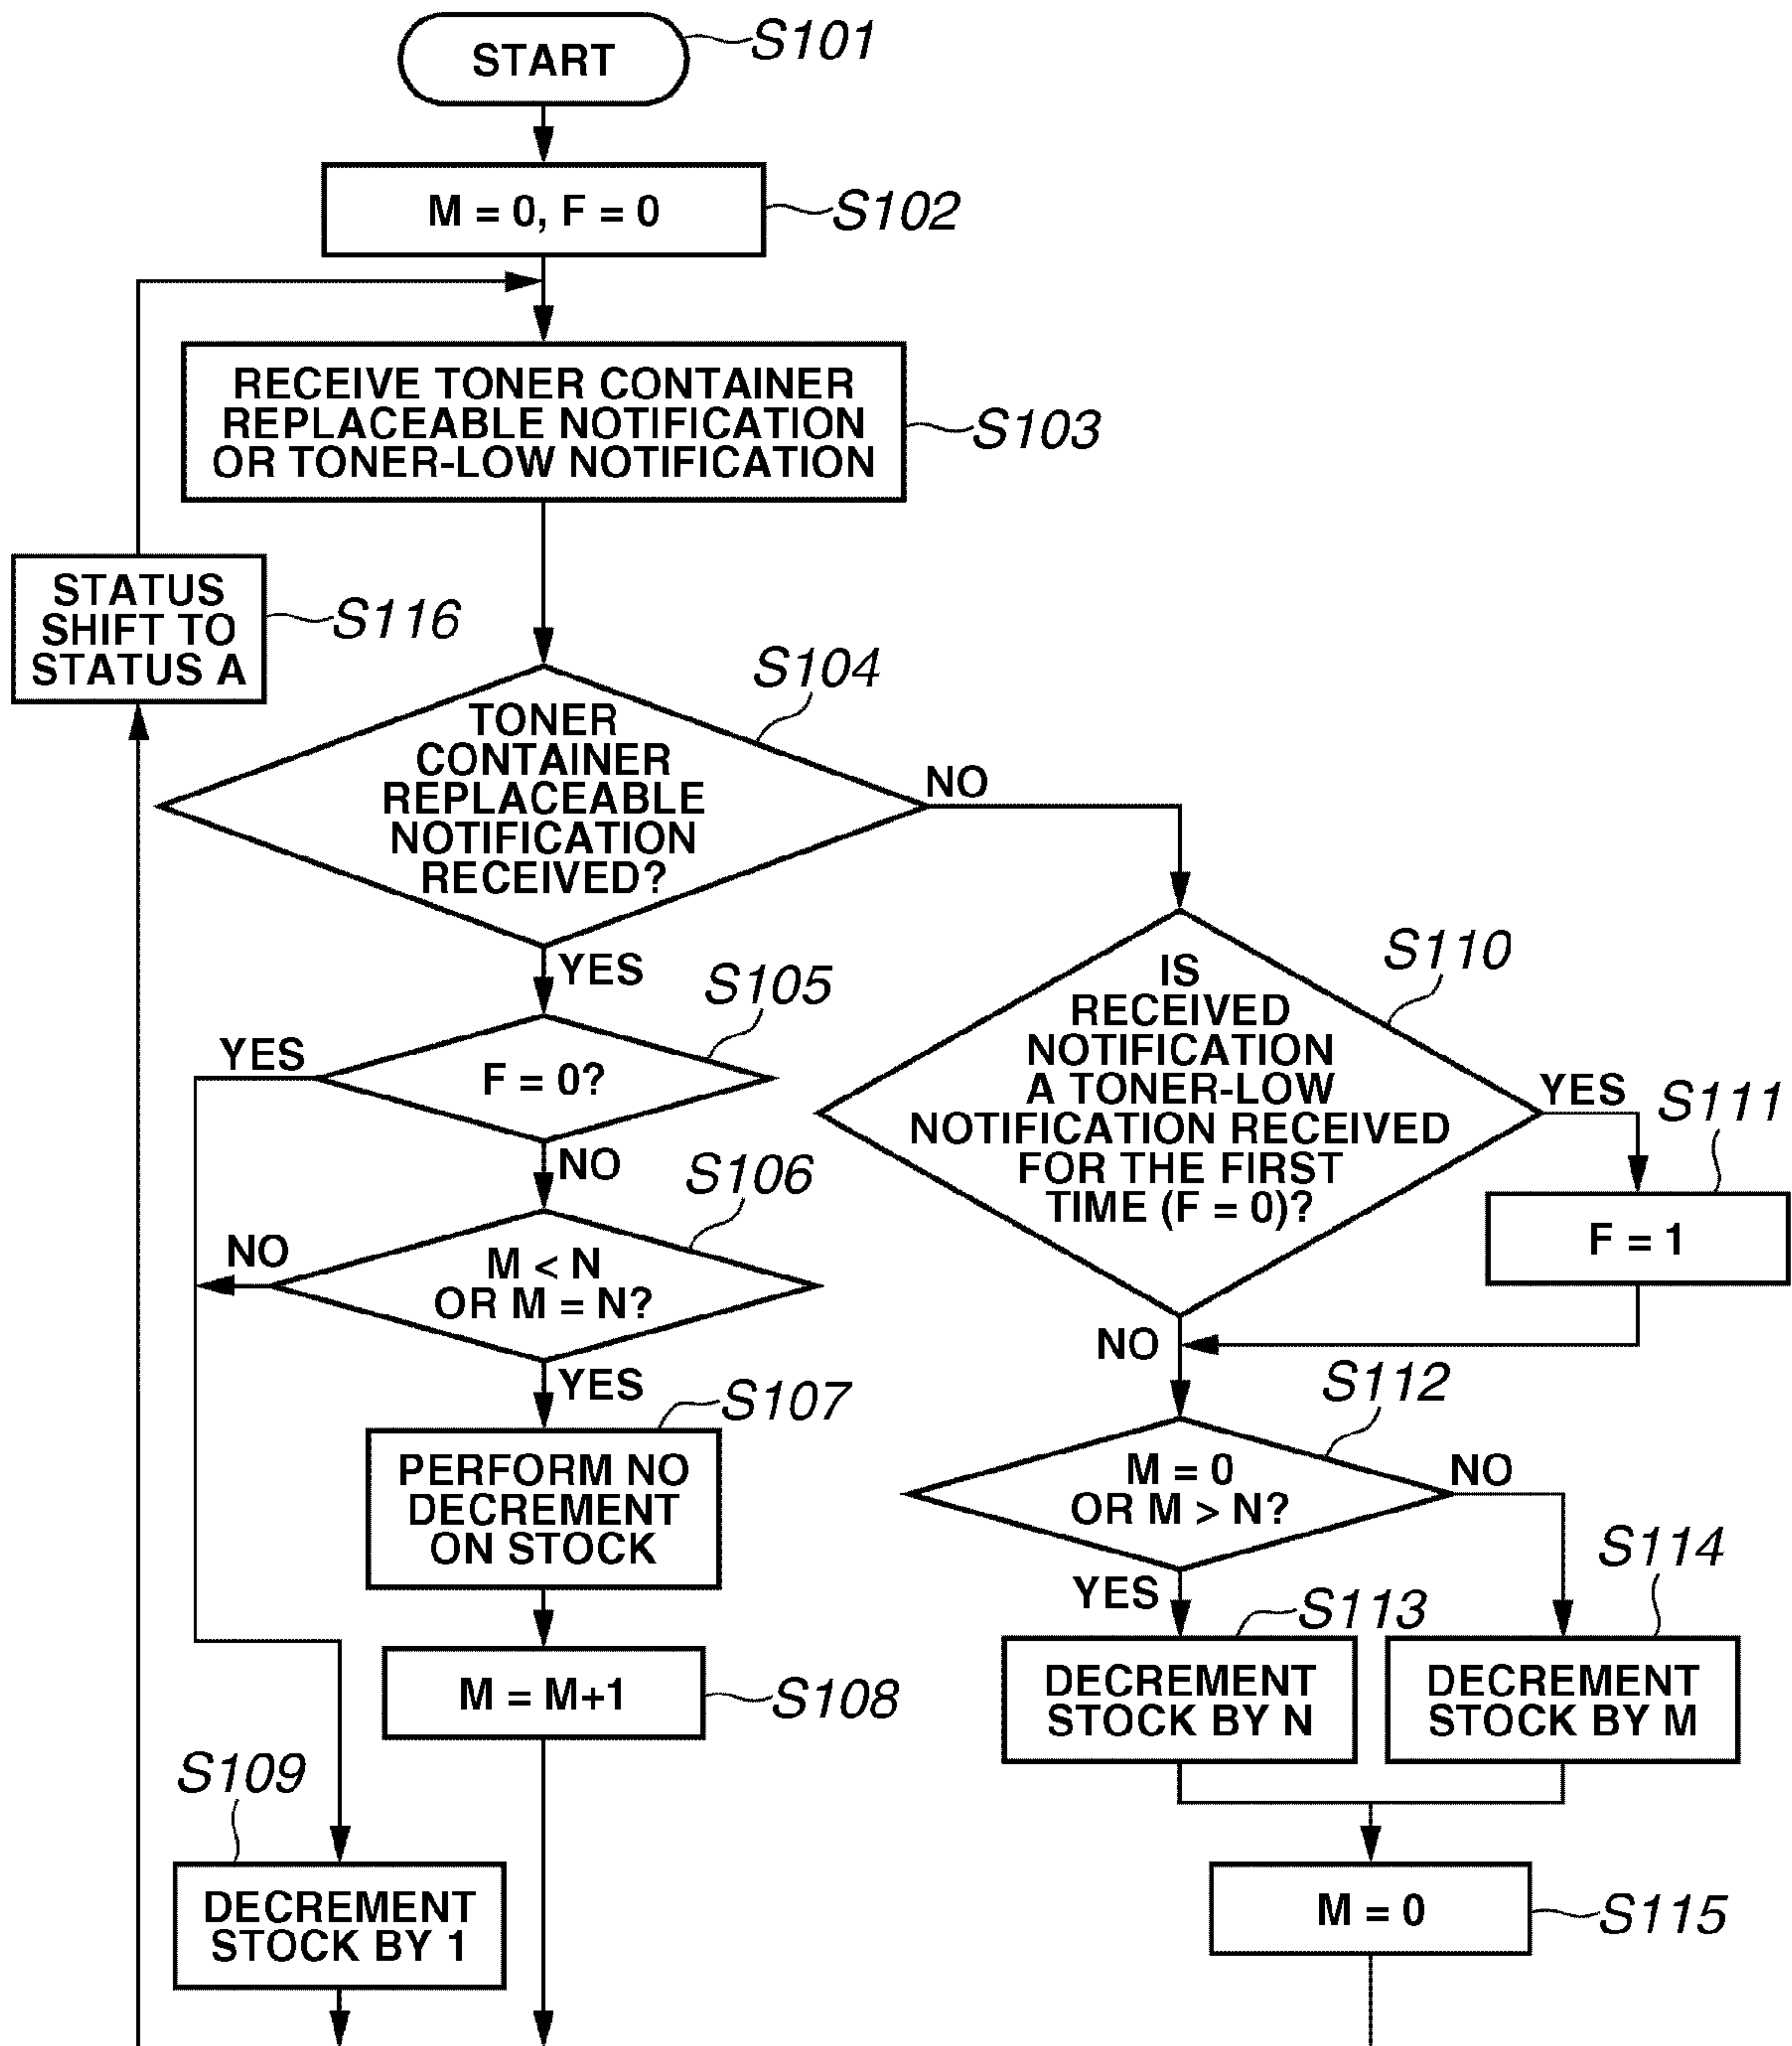 START
S101
M = 0, F = 0
S102
RECEIVE TONER CONTAINER
REPLACEABLE NOTIFICATION
OR TONER-LOW NOTIFICATION
S103
STATUS
SHIFT TO
STATUS A
S116
S104
TONER
CONTAINER
REPLACEABLE
NOTIFICATION
RECEIVED?
NO
YES
S105
YES
F = 0?
NO
S106
NO
M < N
OR M = N?
YES
S107
PERFORM NO
DECREMENT
ON STOCK
M = M+1
S108
S109
DECREMENT
STOCK BY 1
S110
IS
RECEIVED
NOTIFICATION
A TONER-LOW
NOTIFICATION RECEIVED
FOR THE FIRST
TIME (F = 0)?
YES
S111
F = 1
NO
S112
M = 0
OR M > N?
NO
YES
S113
S114
DECREMENT
STOCK BY N
DECREMENT
STOCK BY M
M = 0
S115